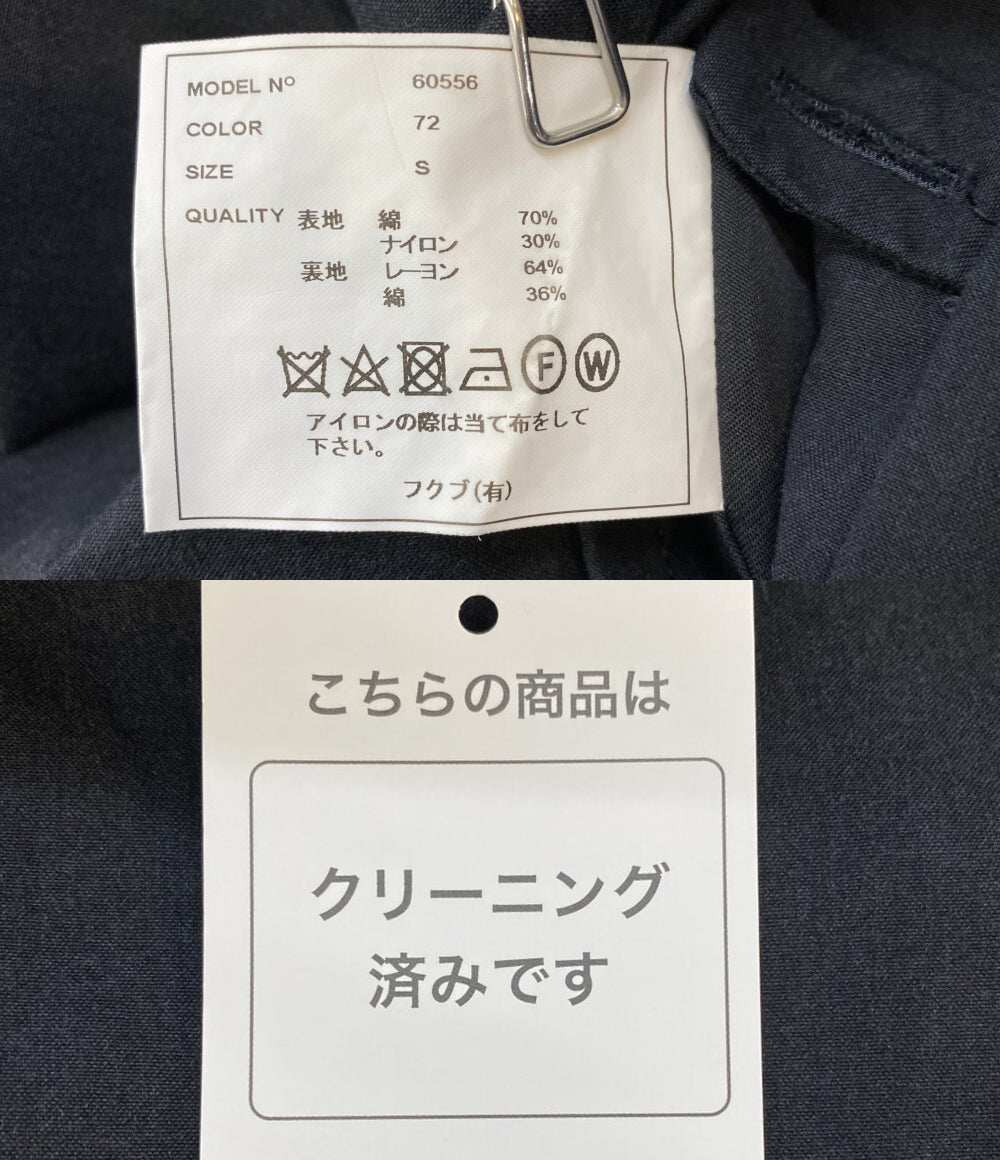 MODEL Nº 60556
COLOR 72
SIZE S
QUALITY 表地 綿 70%
ナイロン 30%
裏地 レーヨン 64%
綿 36%
F W
アイロンの際は当て布をして
下さい。
フクブ(有)
こちらの商品は
クリーニング
済みです